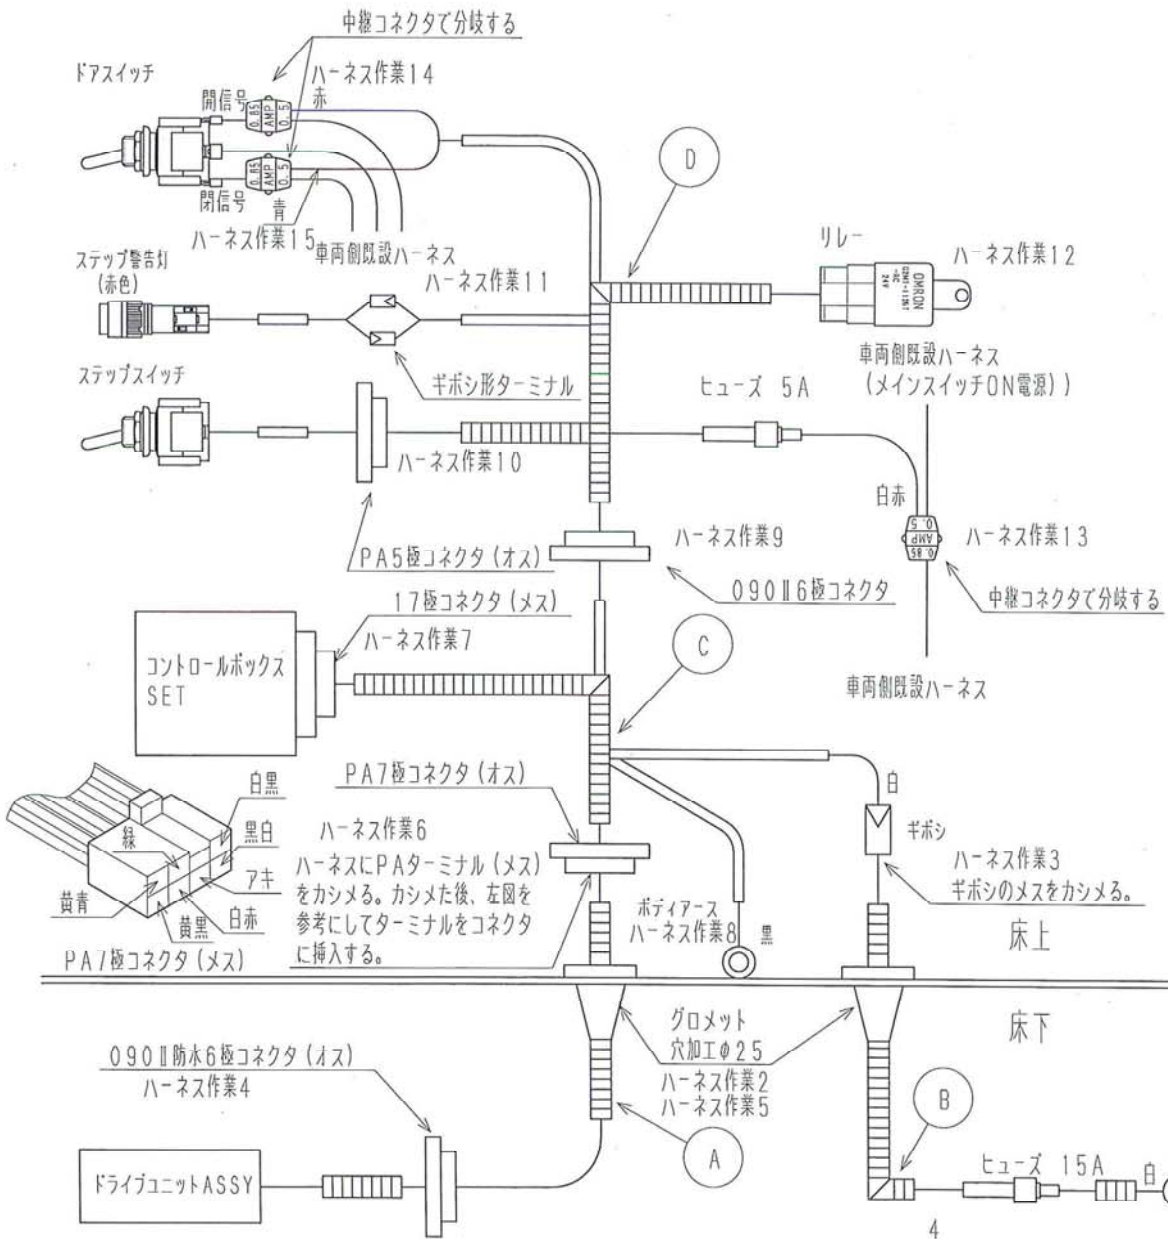 中継コネクタで分岐する
ドアスイッチ
ハーネス作業14
開信号
赤
0.85
AMP
0.5
0.85
AMP
0.5
閉信号
青
ハーネス作業15
車両側既設ハーネス
D
リレー
ハーネス作業12
OMRON
24V
ステップ警告灯
(赤色)
ハーネス作業11
ギボシ形ターミナル
車両側既設ハーネス
(メインスイッチON電源))
ステップスイッチ
ヒューズ 5A
ハーネス作業10
白赤
0.5
AMP
0.85
ハーネス作業13
中継コネクタで分岐する
PA5極コネクタ(オス)
ハーネス作業9
090Ⅱ6極コネクタ
17極コネクタ(メス)
ハーネス作業7
コントロールボックス
SET
C
車両側既設ハーネス
PA7極コネクタ(オス)
白
ギボシ
白黒
黒白
緑
アキ
黄青
黄黒
白赤
PA7極コネクタ(メス)
ハーネス作業6
ハーネスにPAターミナル(メス)
をカシメる。カシメた後、左図を
参考にしてターミナルをコネクタ
に挿入する。
ハーネス作業3
ギボシのメスをカシメる。
ボディアース
ハーネス作業8
黒
床上
床下
グロメット
穴加工φ25
ハーネス作業2
ハーネス作業5
090Ⅱ防水6極コネクタ(オス)
ハーネス作業4
A
B
ドライブユニットASSY
ヒューズ 15A
白
4